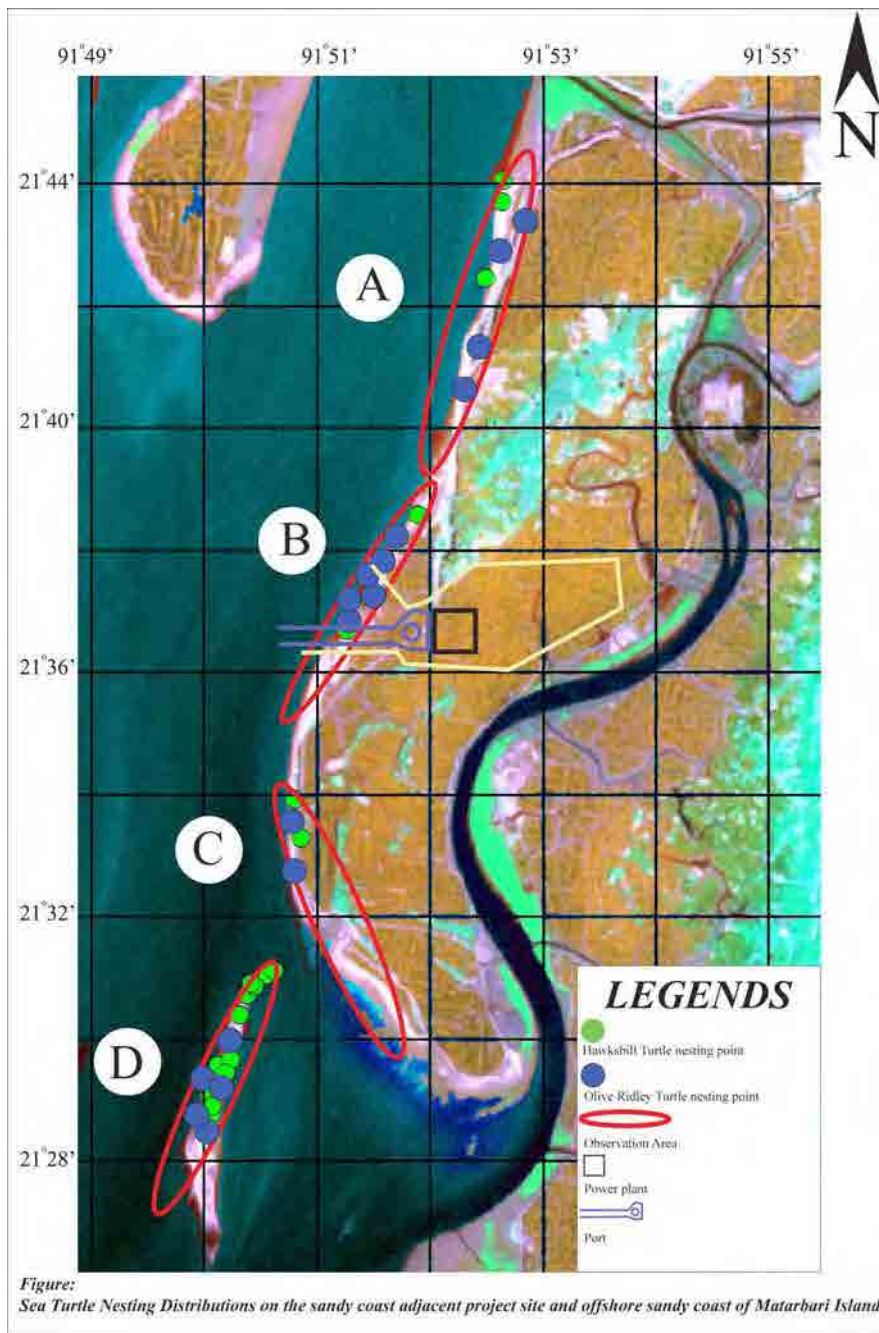 91°49’ 91°51’ 91°53’ 91°55’
N
21°44’
A
21°40’
B
21°36’
C
21°32’
D
21°28’
LEGENDS
Hawksbill Turtle nesting point
Olive Ridley Turtle nesting point
Observation Area
Power plant
Port
Figure:
Sea Turtle Nesting Distributions on the sandy coast adjacent project site and offshore sandy coast of Matarbari Island